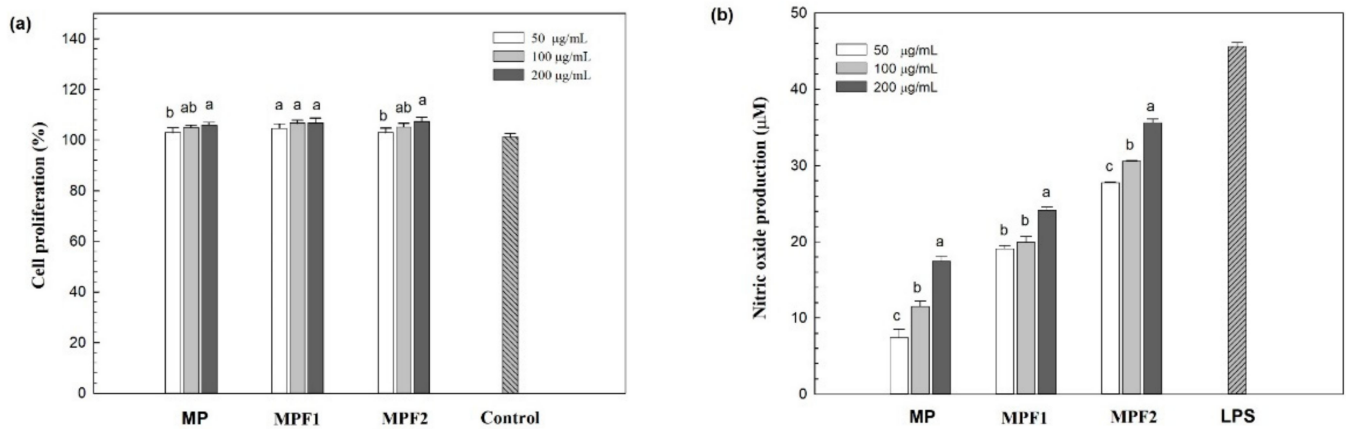 (a)
Cell proliferation (%)
140
120
100
80
60
40
20
0
50 μg/mL
100 μg/mL
200 μg/mL
b ab a
a a a
b ab a
MP MPF1 MPF2 Control
(b)
Nitric oxide production (μM)
50
40
30
20
10
0
50 μg/mL
100 μg/mL
200 μg/mL
c b a
b b a
c b a
MP MPF1 MPF2 LPS